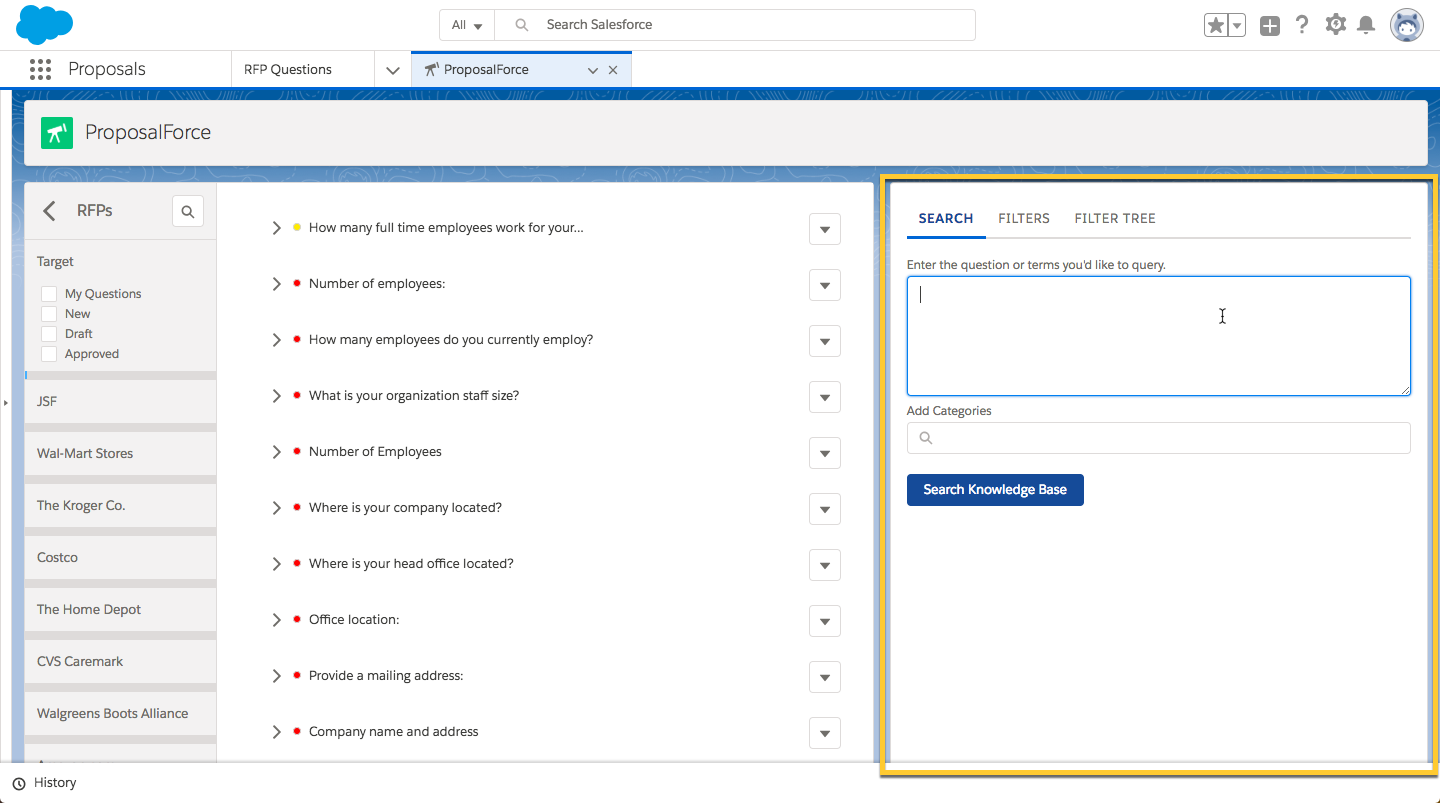 All
Search Salesforce
Proposals
RFP Questions
ProposalForce
ProposalForce
RFPs
Target
My Questions
New
Draft
Approved
JSF
Wal-Mart Stores
The Kroger Co.
Costco
The Home Depot
CVS Caremark
Walgreens Boots Alliance
How many full time employees work for your...
Number of employees:
How many employees do you currently employ?
What is your organization staff size?
Number of Employees
Where is your company located?
Where is your head office located?
Office location:
Provide a mailing address:
Company name and address
SEARCH
FILTERS
FILTER TREE
Enter the question or terms you'd like to query.
Add Categories
Search Knowledge Base
History